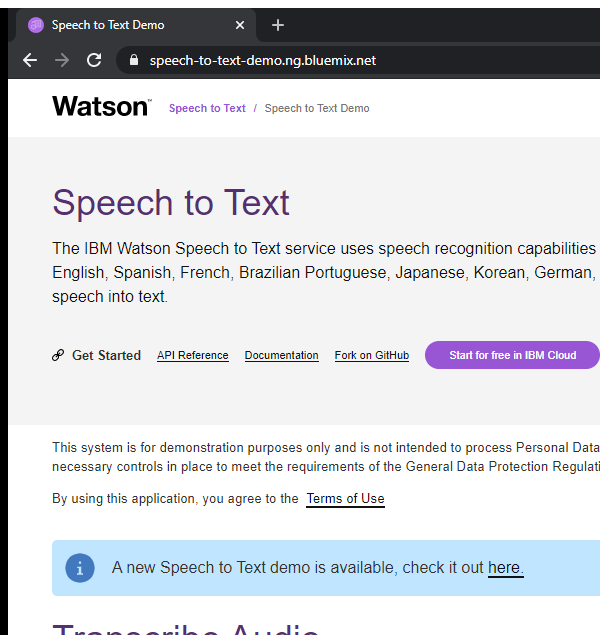 Speech to Text Demo
speech-to-text-demo.ng.bluemix.net
Watson™ Speech to Text / Speech to Text Demo
Speech to Text
The IBM Watson Speech to Text service uses speech recognition capabilities
English, Spanish, French, Brazilian Portuguese, Japanese, Korean, German,
speech into text.
Get Started API Reference Documentation Fork on GitHub Start for free in IBM Cloud
This system is for demonstration purposes only and is not intended to process Personal Data
necessary controls in place to meet the requirements of the General Data Protection Regulati
By using this application, you agree to the Terms of Use
A new Speech to Text demo is available, check it out here.
Transcribe Audio